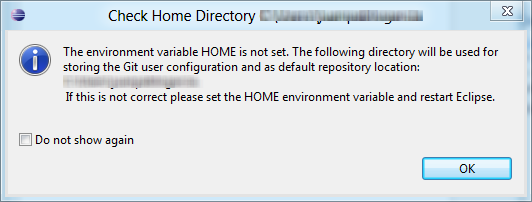 Check Home Directory
The environment variable HOME is not set. The following directory will be used for
storing the Git user configuration and as default repository location:
If this is not correct please set the HOME environment variable and restart Eclipse.
Do not show again
OK